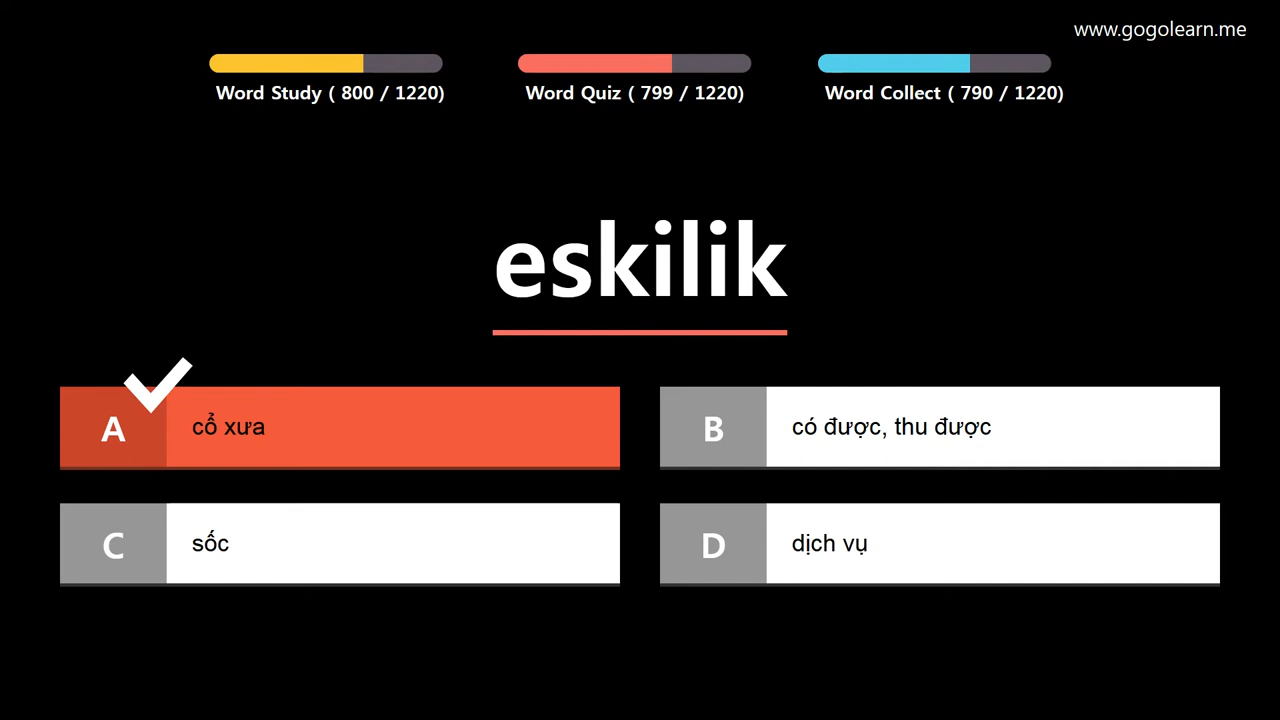 www.gogolearn.me
Word Study ( 800 / 1220)
Word Quiz ( 799 / 1220)
Word Collect ( 790 / 1220)
eskilik
A
cổ xưa
B
có được, thu được
C
sốc
D
dịch vụ